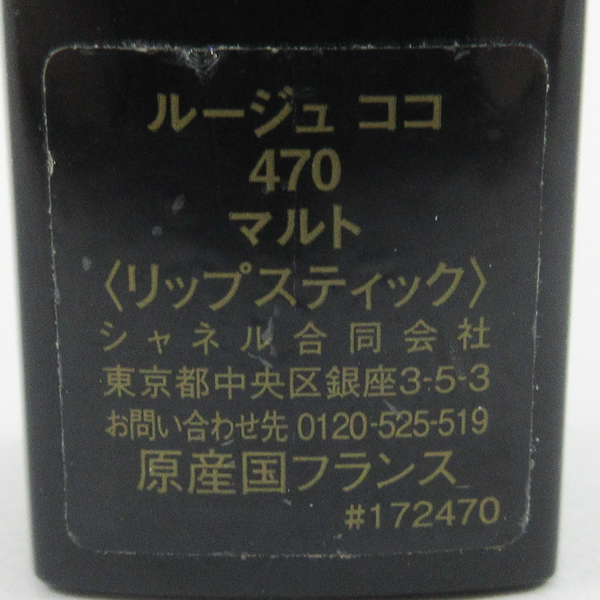 ルージュ ココ
470
マルト
〈リップスティック〉
シャネル合同会社
東京都中央区銀座3-5-3
お問い合わせ先 0120-525-519
原産国フランス
#172470